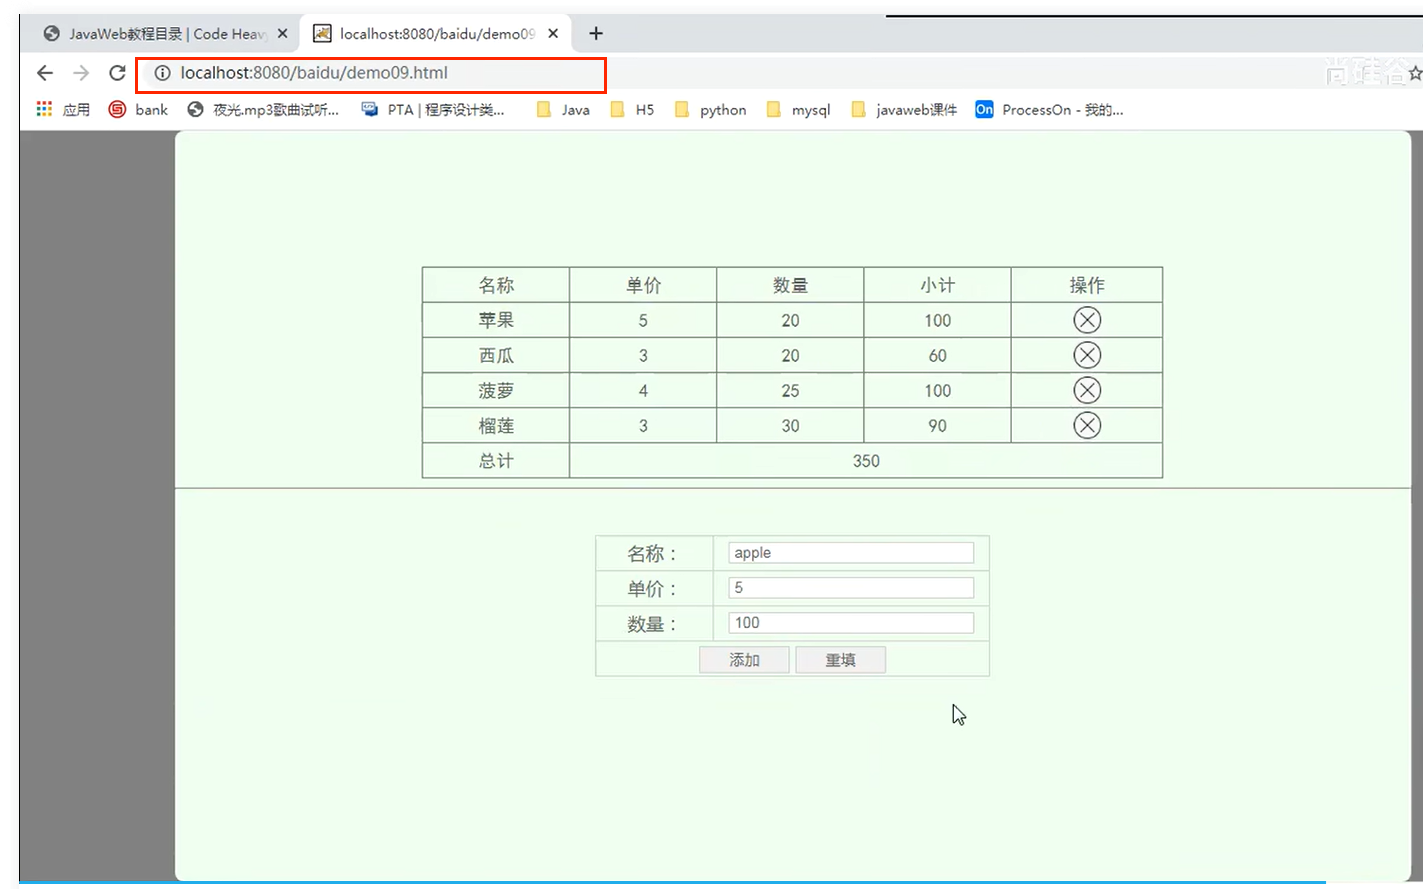 JavaWeb教程目录 | Code Heav
localhost:8080/baidu/demo09
localhost:8080/baidu/demo09.html
尚硅谷
应用 bank 夜光.mp3歌曲试听... PTA | 程序设计类... Java H5 python mysql javaweb课件 On ProcessOn - 我的...
名称 单价 数量 小计 操作
苹果 5 20 100
西瓜 3 20 60
菠萝 4 25 100
榴莲 3 30 90
总计 350
名称： apple
单价： 5
数量： 100
添加 重填